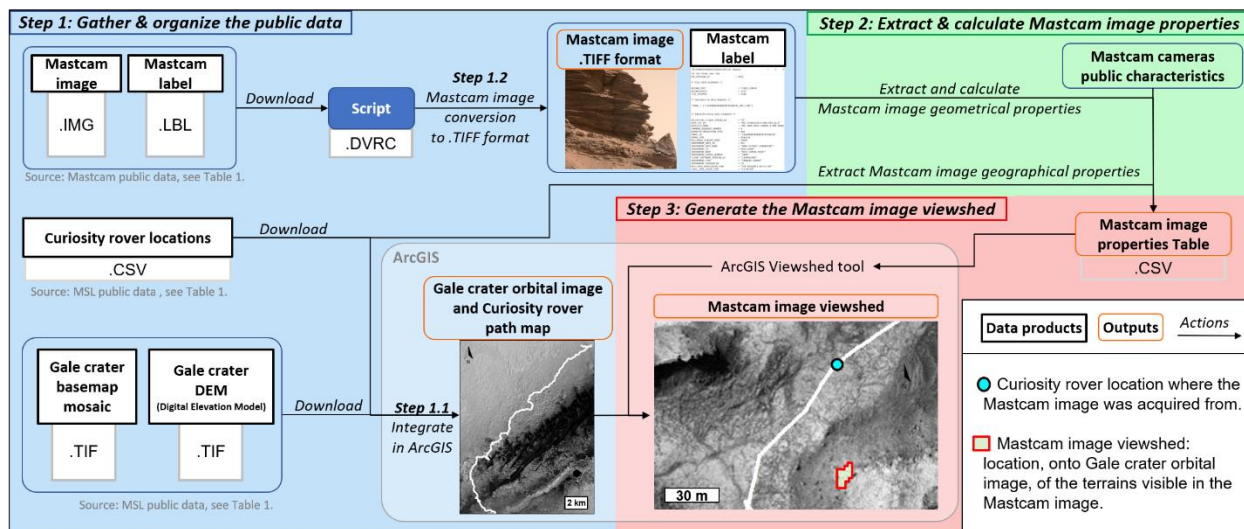 Step 1: Gather & organize the public data
Step 2: Extract & calculate Mastcam image properties
Mastcam
image
.IMG
Mastcam
label
.LBL
Source: Mastcam public data, see Table 1.
Download
Script
.DVRC
Step 1.2
Mastcam image
conversion
to .TIFF format
Mastcam image
.TIFF format
Mastcam
label
Mastcam cameras
public characteristics
Extract and calculate
Mastcam image geometrical properties
Extract Mastcam image geographical properties
Curiosity rover locations
.CSV
Source: MSL public data , see Table 1.
Download
Step 3: Generate the Mastcam image viewshed
Mastcam image
properties Table
.CSV
ArcGIS
ArcGIS Viewshed tool
Gale crater orbital image
and Curiosity rover
path map
N
2 km
Mastcam image viewshed
30 m
Gale crater
basemap
mosaic
.TIF
Gale crater
DEM
(Digital Elevation Model)
.TIF
Source: MSL public data, see Table 1.
Download
Step 1.1
Integrate
in ArcGIS
Data products
Outputs
Actions
Curiosity rover location where the
Mastcam image was acquired from.
Mastcam image viewshed:
location, onto Gale crater orbital
image, of the terrains visible in the
Mastcam image.